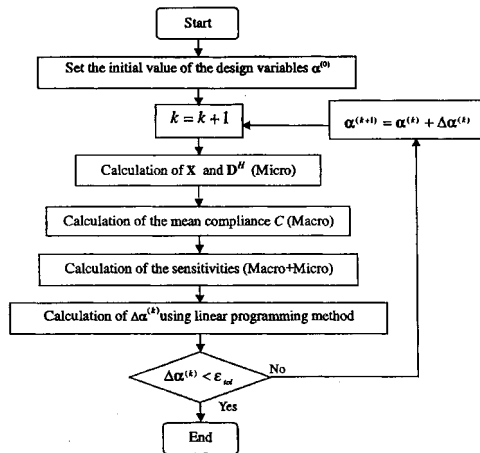 Start
Set the initial value of the design variables α⁽⁰⁾
k = k + 1
α⁽ᵏ⁺¹⁾ = α⁽ᵏ⁾ + Δα⁽ᵏ⁾
Calculation of X and Dᴴ (Micro)
Calculation of the mean compliance C (Macro)
Calculation of the sensitivities (Macro+Micro)
Calculation of Δα⁽ᵏ⁾ using linear programming method
Δα⁽ᵏ⁾ < ε_tol
No
Yes
End